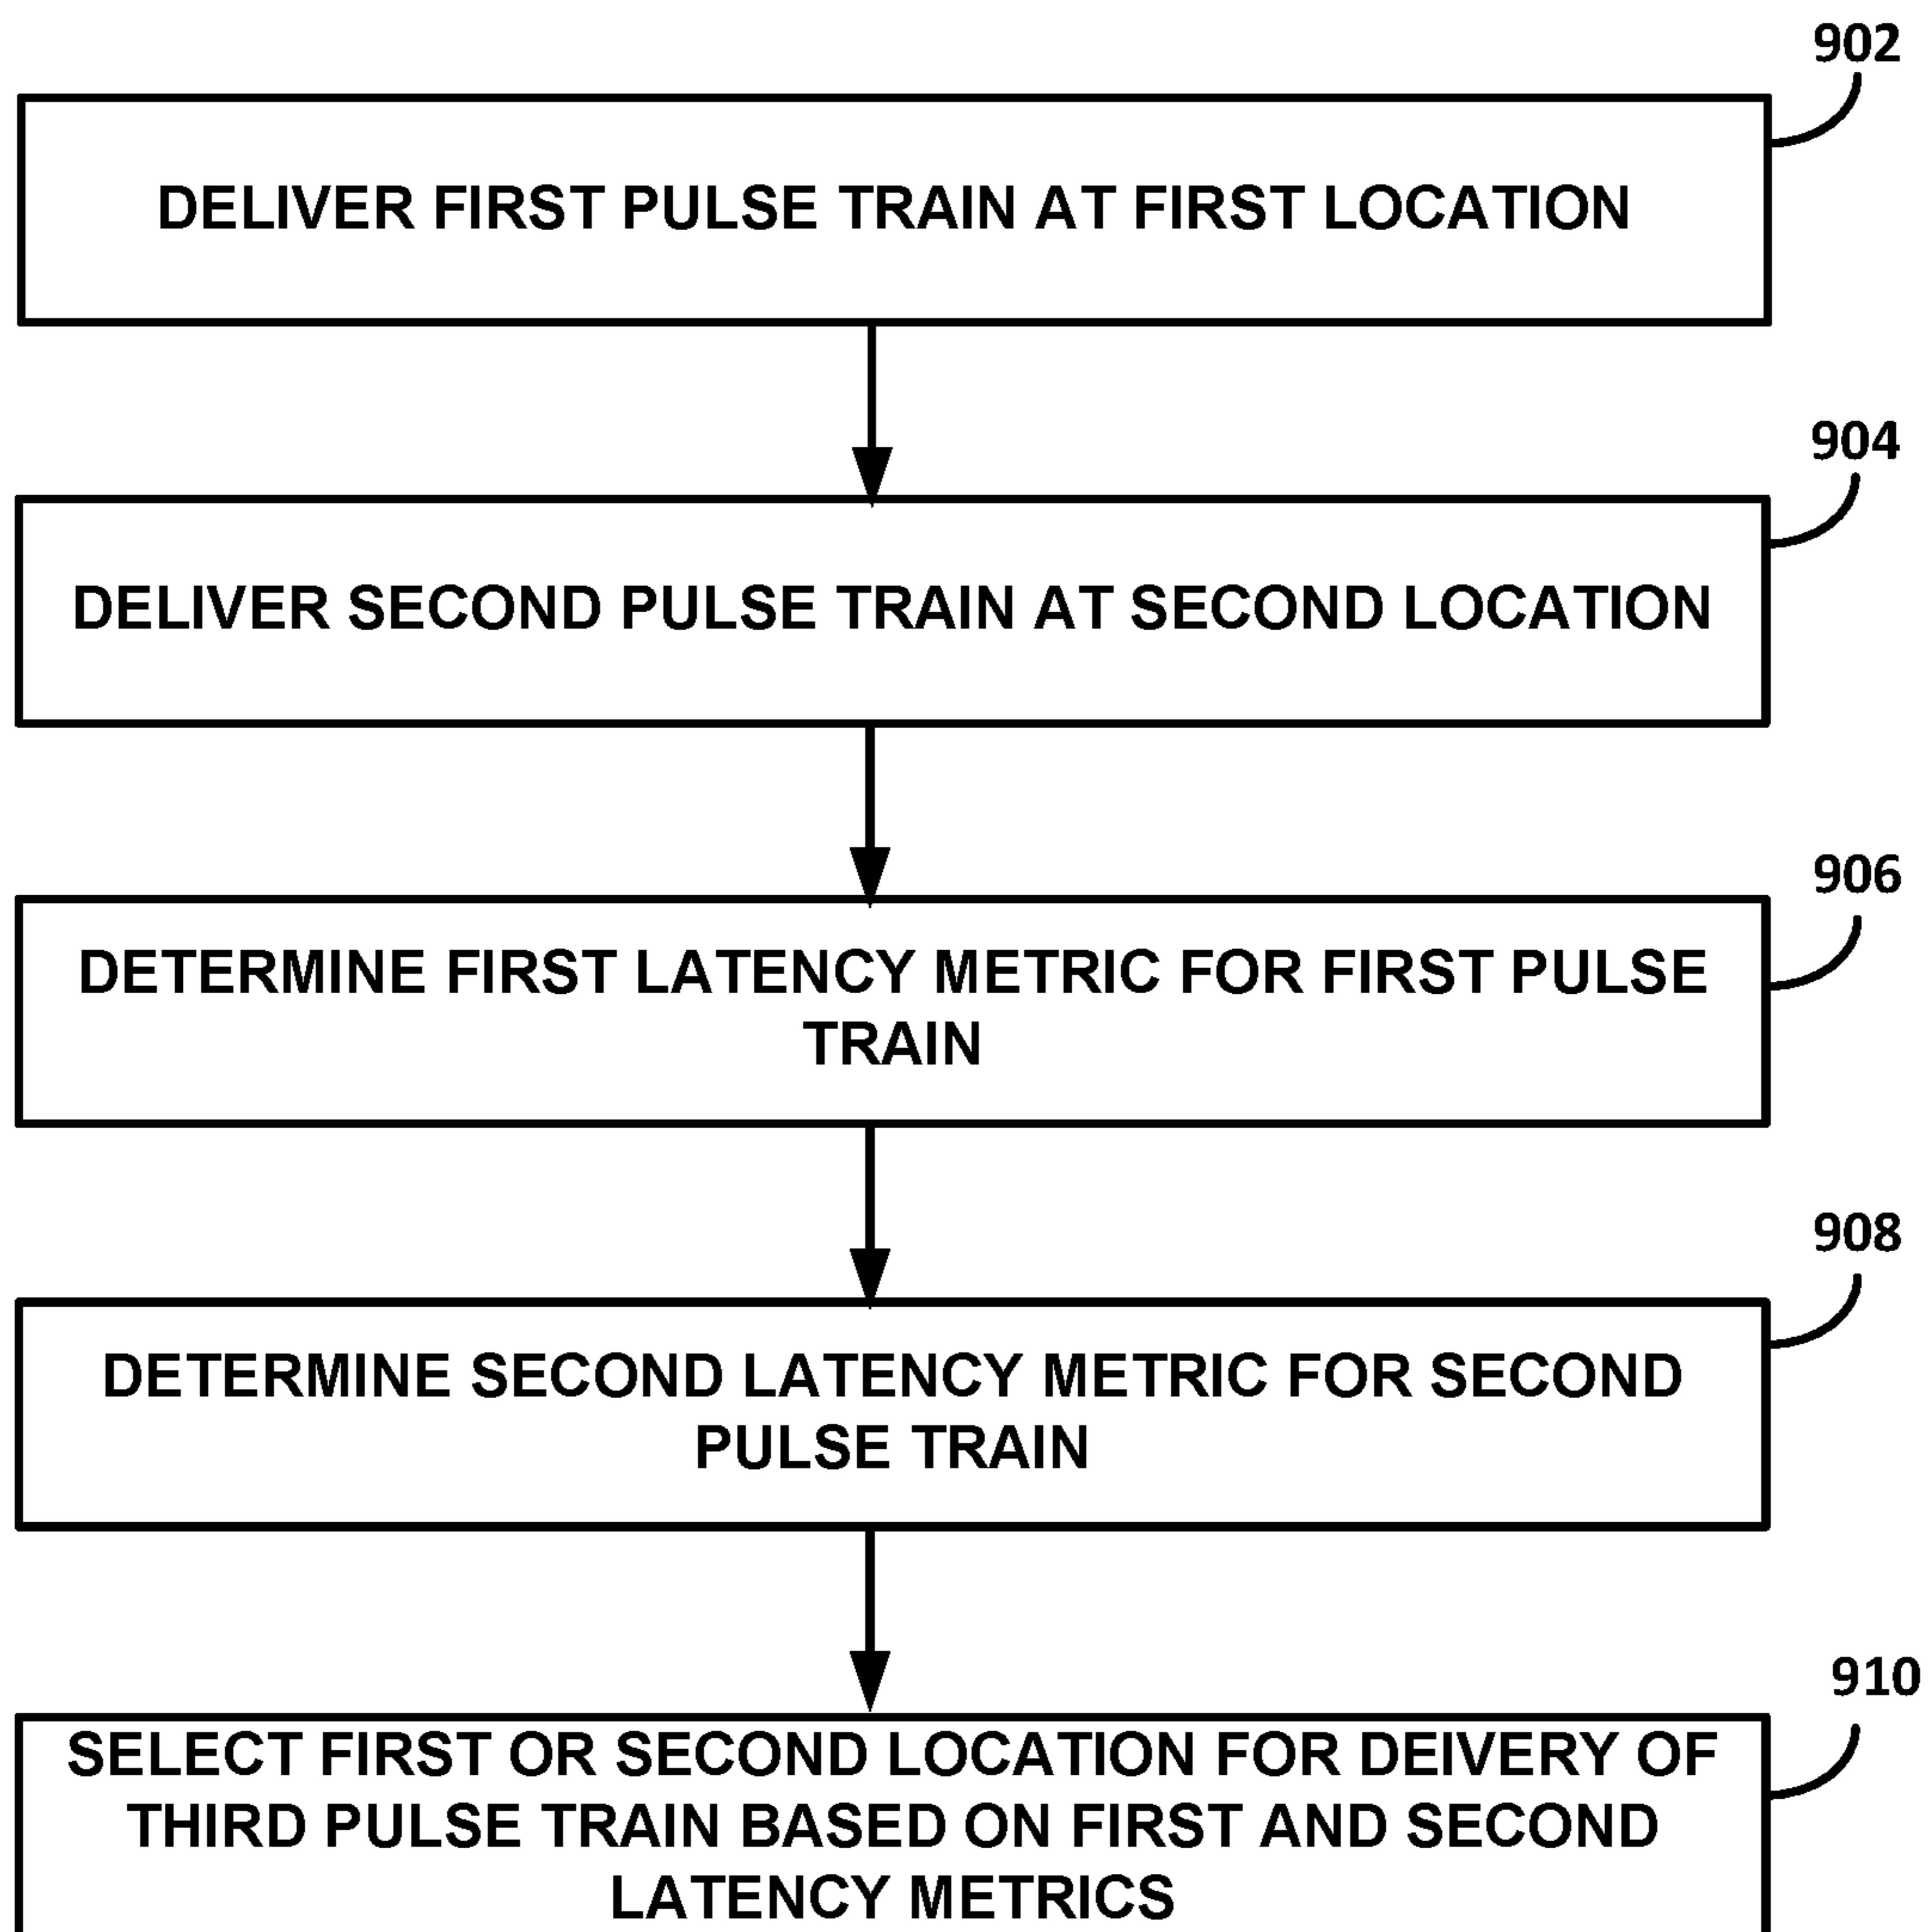 902
DELIVER FIRST PULSE TRAIN AT FIRST LOCATION
904
DELIVER SECOND PULSE TRAIN AT SECOND LOCATION
906
DETERMINE FIRST LATENCY METRIC FOR FIRST PULSE
TRAIN
908
DETERMINE SECOND LATENCY METRIC FOR SECOND
PULSE TRAIN
910
SELECT FIRST OR SECOND LOCATION FOR DEIVERY OF
THIRD PULSE TRAIN BASED ON FIRST AND SECOND
LATENCY METRICS